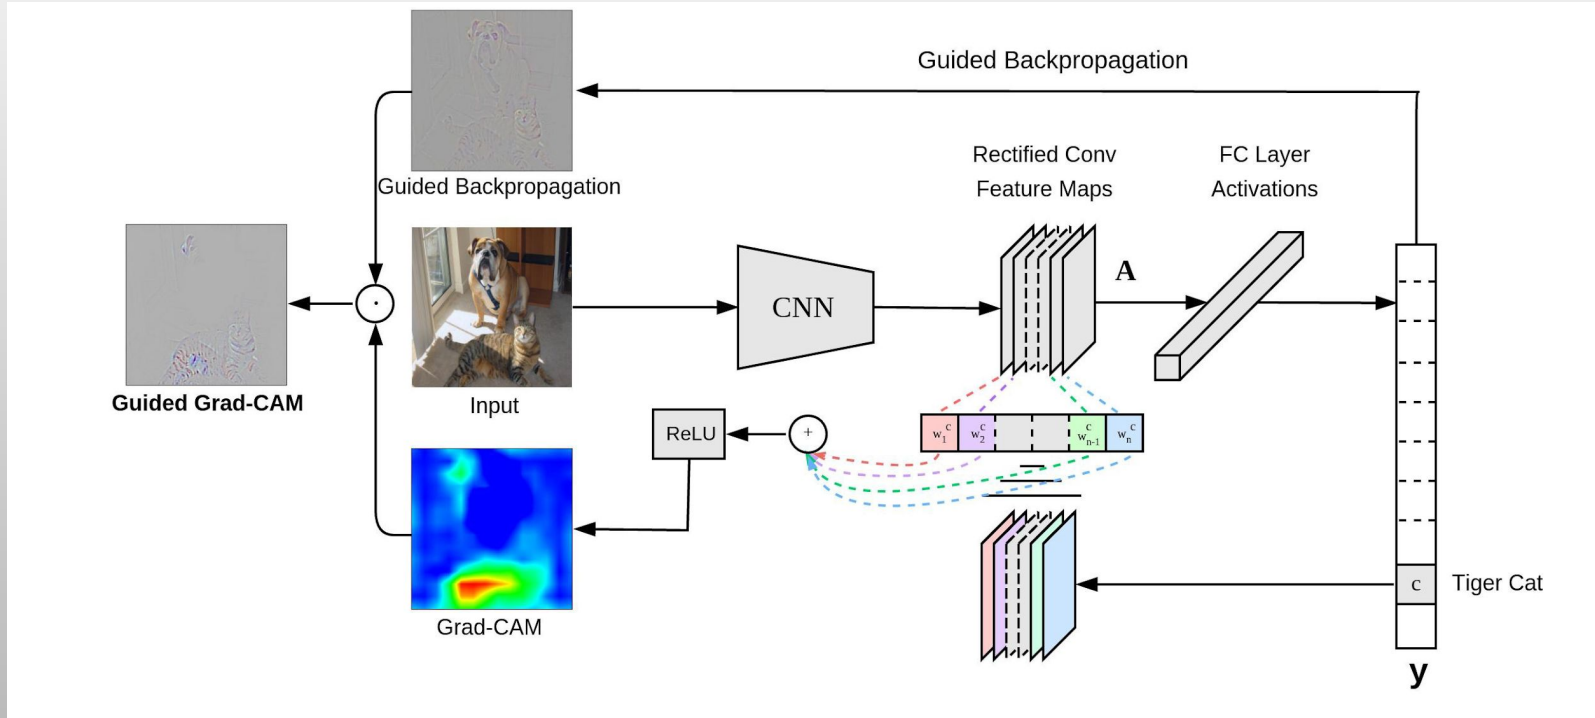 Guided Backpropagation
Rectified Conv
Feature Maps
FC Layer
Activations
Guided Backpropagation
A
CNN
Guided Grad-CAM
Input
ReLU
+
w1c w2c wn-1c wnc
c
Tiger Cat
Grad-CAM
y